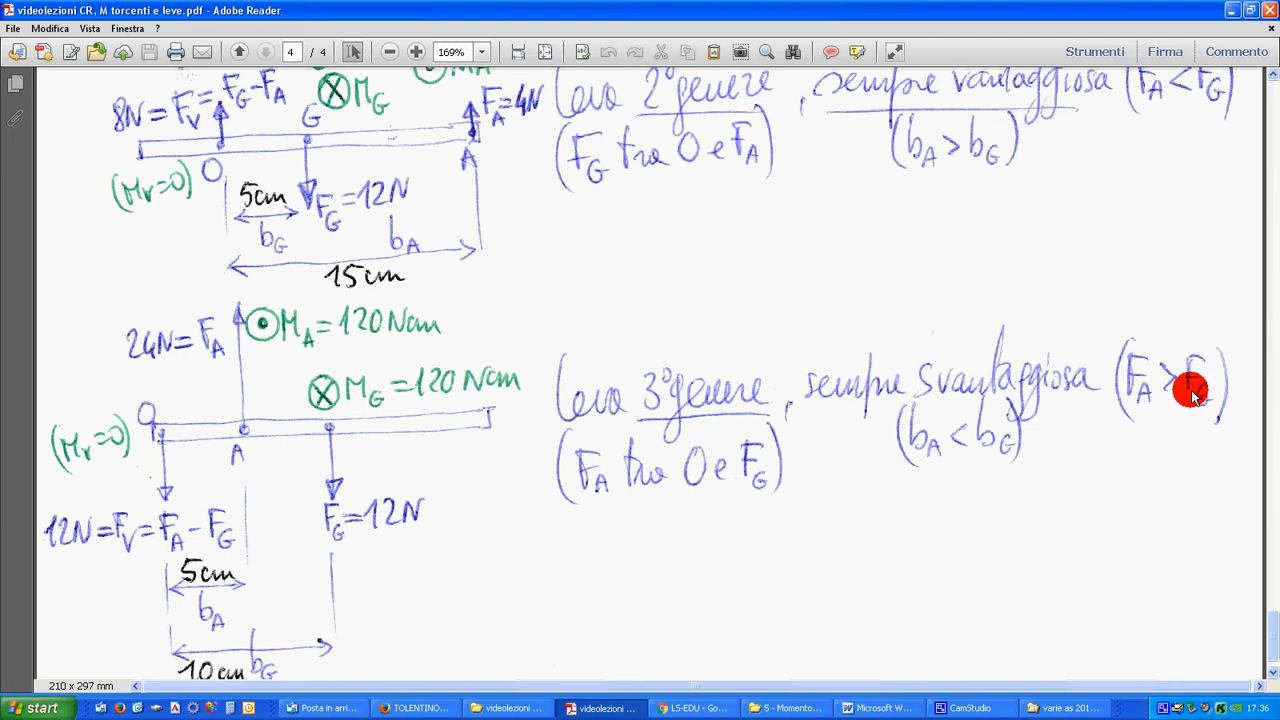 videolezioni CR, M torcenti e leve.pdf - Adobe Reader
File Modifica Vista Finestra ?
4 / 4 169% Strumenti Firma Commento
M_G M_A
8N = F_V = F_G - F_A
G
F_A = 4N
O
A
(M_V = 0)
5cm
F_G = 12N
b_G
b_A
15cm
leva 2° genere, sempre vantaggiosa (F_A < F_G)
(F_G tra O e F_A) (b_A > b_G)
24N = F_A
M_A = 120 Ncm
M_G = 120 Ncm
O
(M_V = 0)
A
12N = F_V = F_A - F_G
F_G = 12N
5cm
b_A
10cm
b_G
leva 3° genere, sempre svantaggiosa (F_A > F_G)
(F_A tra O e F_G) (b_A < b_G)
210 x 297 mm
start Posta in arri... TOLENTINO... videolezioni ... videolezioni ... LS-EDU - Go... 5 - Momento... Microsoft W... CamStudio varie as 201... 17.36